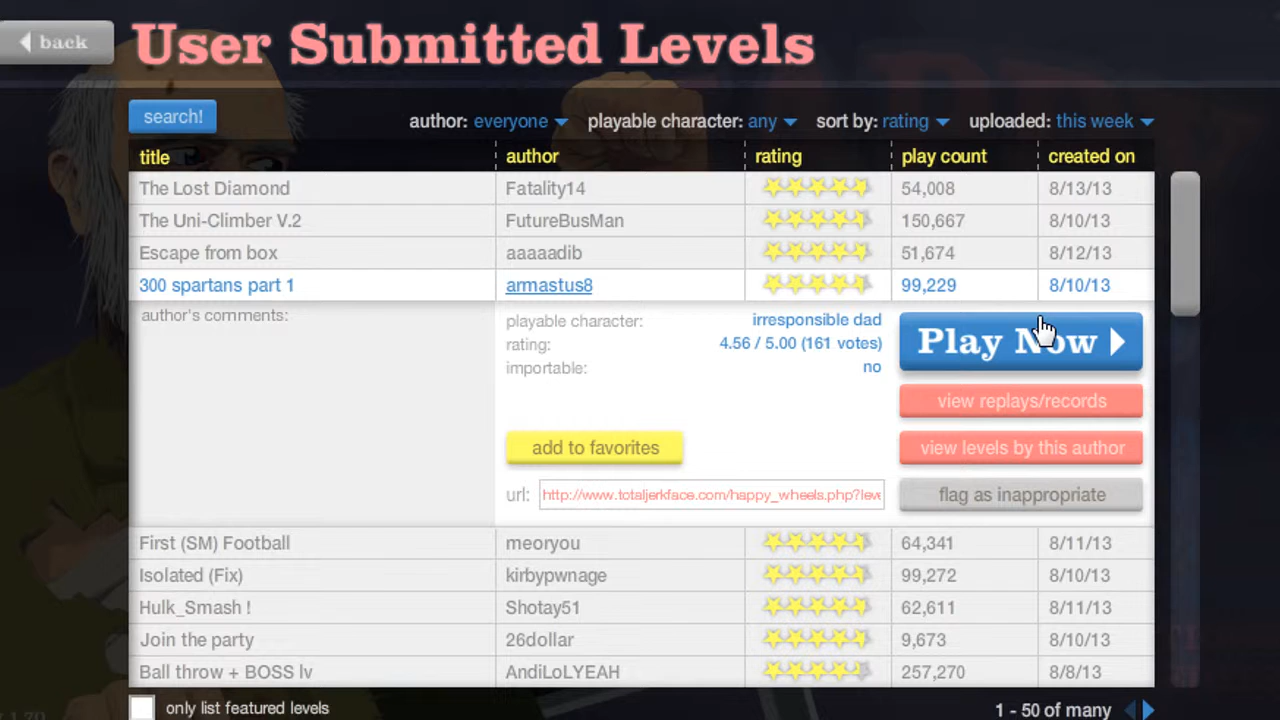 back
User Submitted Levels
search!
author: everyone playable character: any sort by: rating uploaded: this week
title author rating play count created on
The Lost Diamond Fatality14 54,008 8/13/13
The Uni-Climber V.2 FutureBusMan 150,667 8/10/13
Escape from box aaaaadib 51,674 8/12/13
300 spartans part 1 armastus8 99,229 8/10/13
author's comments:
playable character: irresponsible dad
rating: 4.56 / 5.00 (161 votes)
importable: no
Play Now
view replays/records
add to favorites
view levels by this author
url: http://www.totaljerkface.com/happy_wheels.php?leve
flag as inappropriate
First (SM) Football meoryou 64,341 8/11/13
Isolated (Fix) kirbypwnage 99,272 8/10/13
Hulk_Smash ! Shotay51 62,611 8/11/13
Join the party 26dollar 9,673 8/10/13
Ball throw + BOSS lv AndiLoLYEAH 257,270 8/8/13
only list featured levels
1 - 50 of many